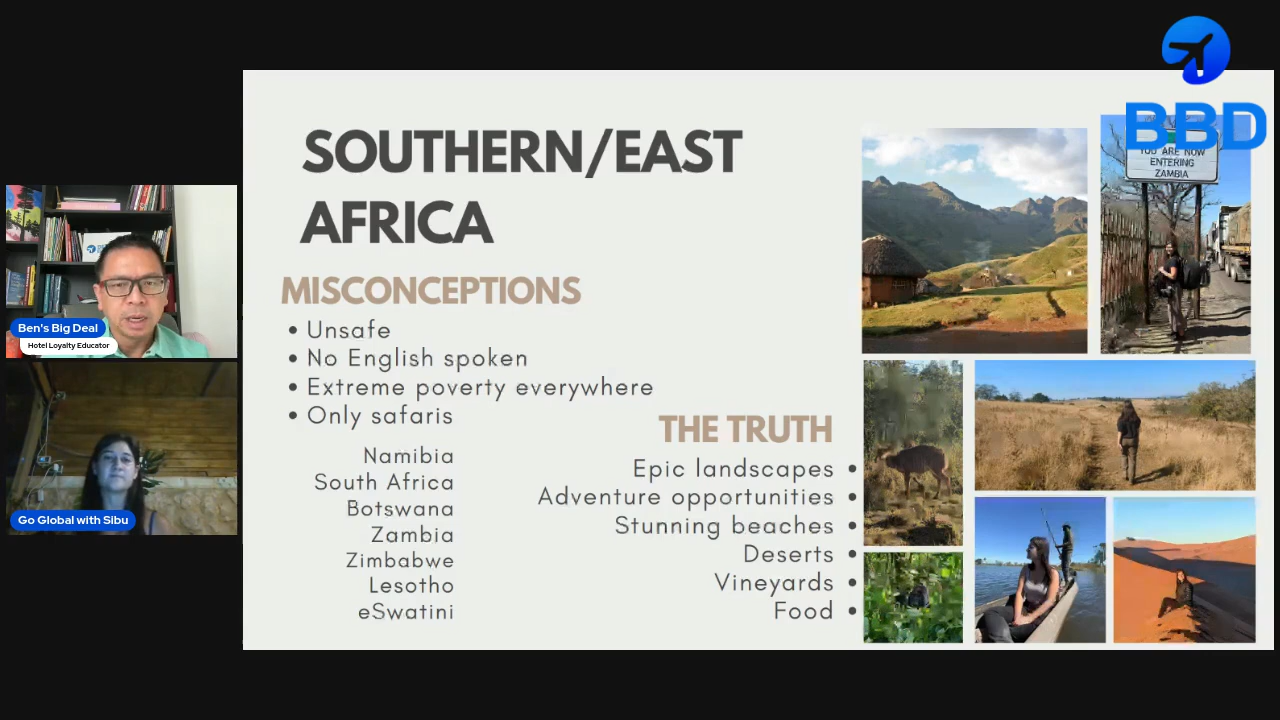 BBD
SOUTHERN/EAST
AFRICA
MISCONCEPTIONS
Unsafe
No English spoken
Extreme poverty everywhere
Only safaris
Namibia
South Africa
Botswana
Zambia
Zimbabwe
Lesotho
eSwatini
THE TRUTH
Epic landscapes
Adventure opportunities
Stunning beaches
Deserts
Vineyards
Food
YOU ARE NOW
ENTERING
ZAMBIA
Ben's Big Deal
Hotel Loyalty Educator
Go Global with Sibu